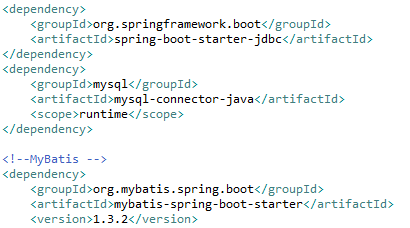 <dependency>
<groupId>org.springframework.boot</groupId>
<artifactId>spring-boot-starter-jdbc</artifactId>
</dependency>
<dependency>
<groupId>mysql</groupId>
<artifactId>mysql-connector-java</artifactId>
<scope>runtime</scope>
</dependency>
<!--MyBatis -->
<dependency>
<groupId>org.mybatis.spring.boot</groupId>
<artifactId>mybatis-spring-boot-starter</artifactId>
<version>1.3.2</version>